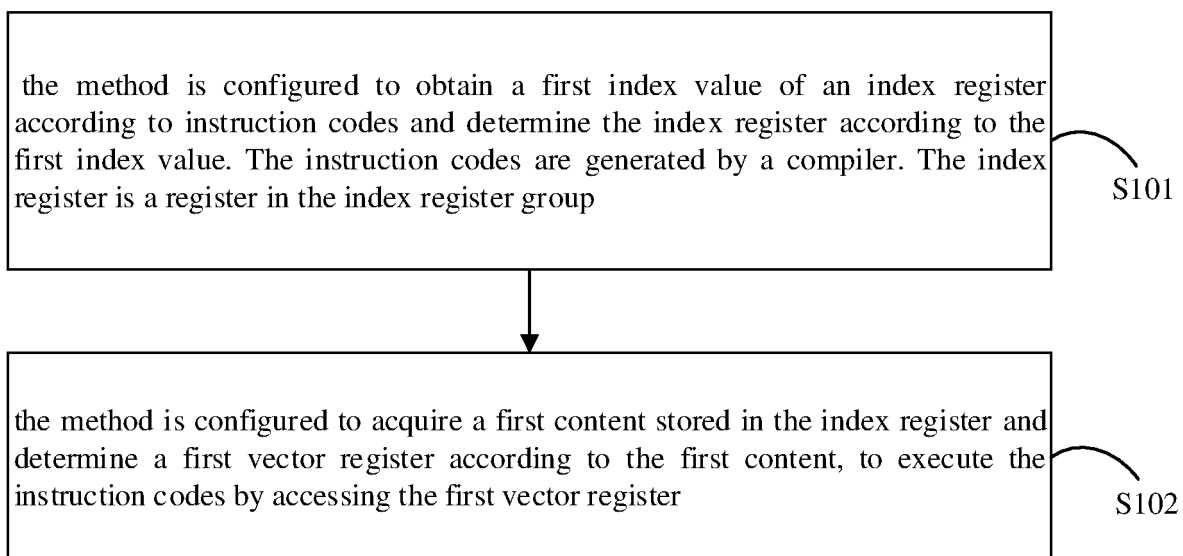 the method is configured to obtain a first index value of an index register
according to instruction codes and determine the index register according to the
first index value. The instruction codes are generated by a compiler. The index
register is a register in the index register group
S101
the method is configured to acquire a first content stored in the index register and
determine a first vector register according to the first content, to execute the
instruction codes by accessing the first vector register
S102